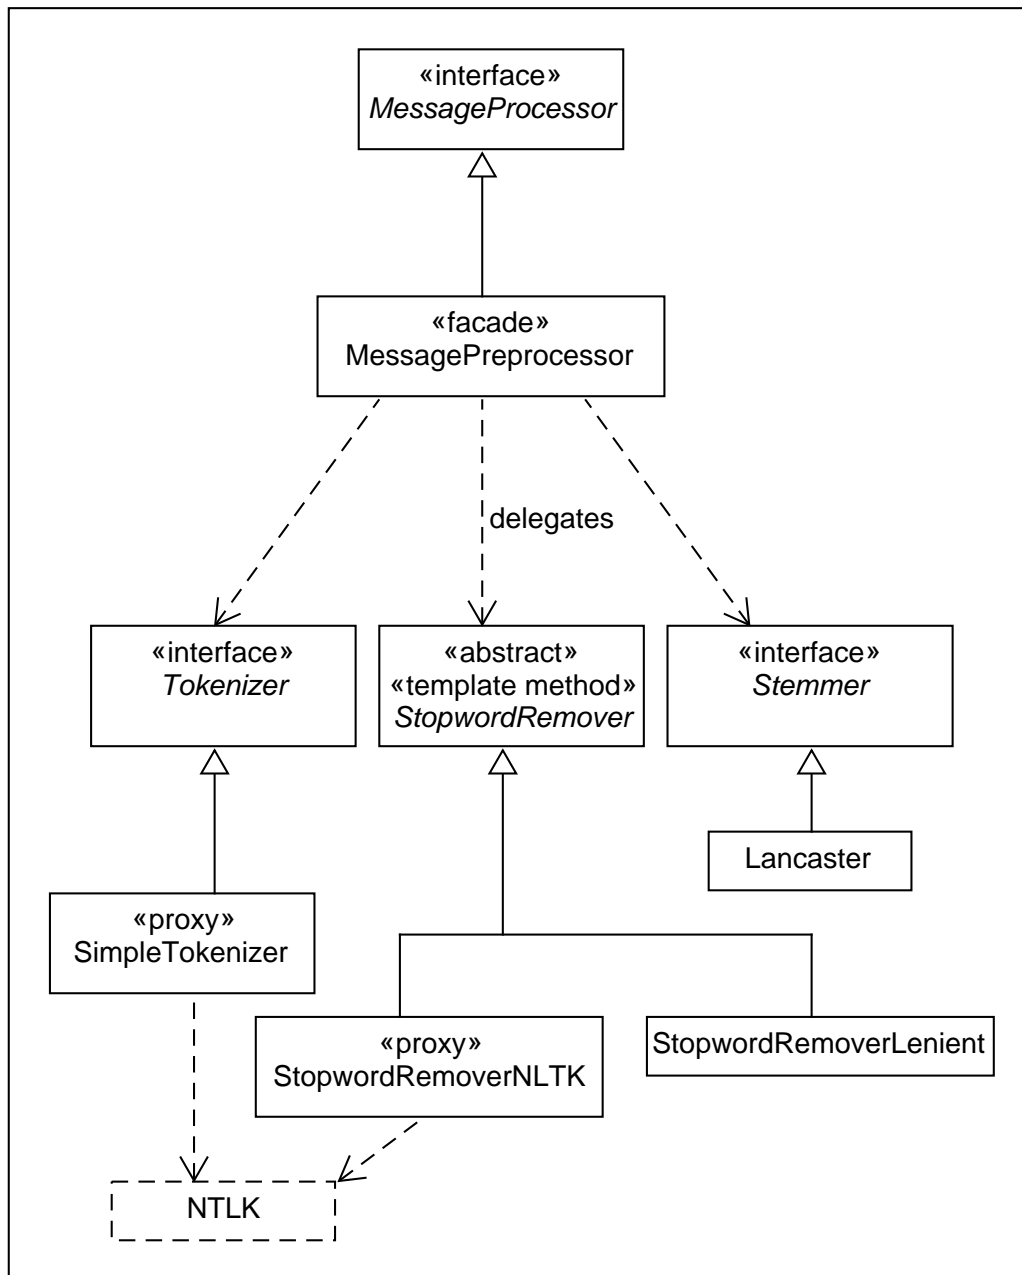 «interface»
MessageProcessor
«facade»
MessagePreprocessor
delegates
«interface»
Tokenizer
«abstract»
«template method»
StopwordRemover
«interface»
Stemmer
Lancaster
«proxy»
SimpleTokenizer
«proxy»
StopwordRemoverNLTK
StopwordRemoverLenient
NTLK